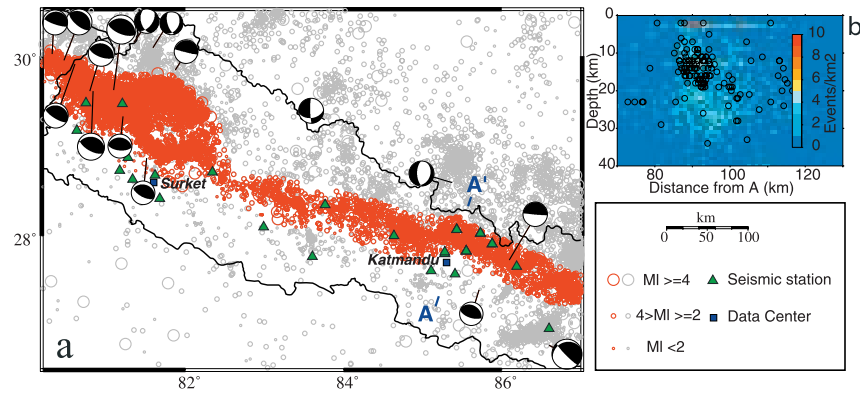 30°
28°
82
84
86°
Surket
Katmandu
A'
A'
a
b
0
10
20
30
40
Depth (km)
60
80
100
120
Distance from A (km)
10
8
6
4
2
0
Events/km2
km
0 50 100
Ml >=4
Seismic station
4>Ml >=2
Data Center
Ml <2